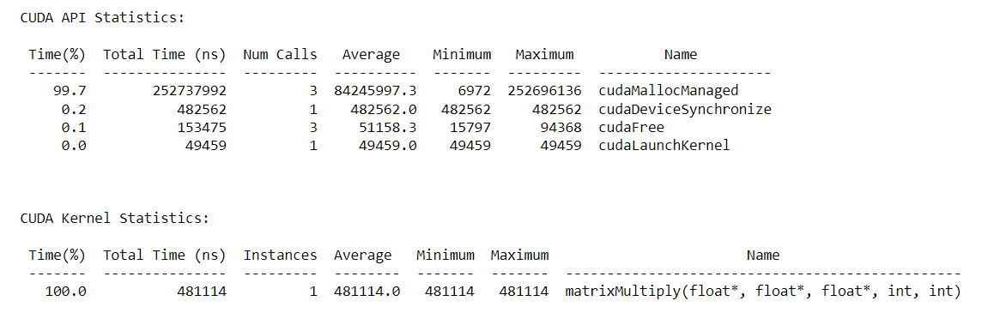 CUDA API Statistics:
Time(%) Total Time (ns) Num Calls Average Minimum Maximum Name
------- --------------- --------- ---------- ------- --------- ---------------------
99.7 252737992 3 84245997.3 6972 252696136 cudaMallocManaged
0.2 482562 1 482562.0 482562 482562 cudaDeviceSynchronize
0.1 153475 3 51158.3 15797 94368 cudaFree
0.0 49459 1 49459.0 49459 49459 cudaLaunchKernel
CUDA Kernel Statistics:
Time(%) Total Time (ns) Instances Average Minimum Maximum Name
------- --------------- --------- -------- ------- ------- ------------------------------------------------
100.0 481114 1 481114.0 481114 481114 matrixMultiply(float*, float*, float*, int, int)